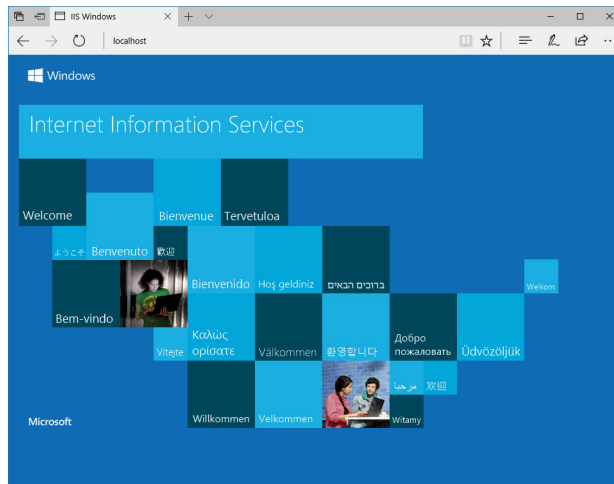 IIS Windows
localhost
Windows
Internet Information Services
Welcome
Bienvenue
Tervetuloa
ようこそ
Benvenuto
歡迎
Bienvenido
Hoş geldiniz
ברוכים הבאים
Welkom
Bem-vindo
Vítejte
Καλώς
ορίσατε
Välkommen
환영합니다
Добро
пожаловать
Üdvözöljük
مرحبا
欢迎
Microsoft
Willkommen
Velkommen
Witamy